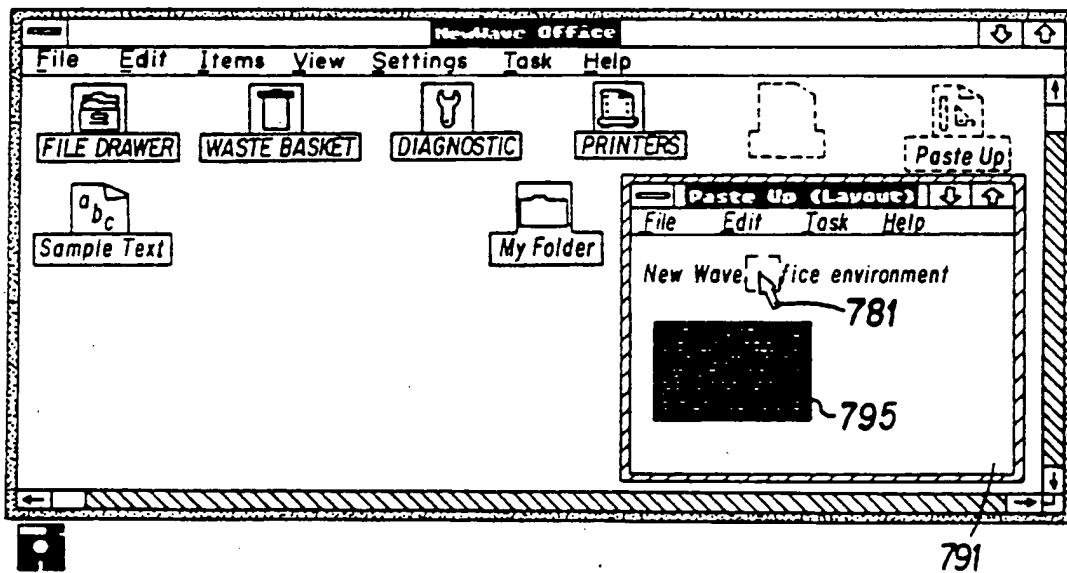 NewWave Office
File Edit Items View Settings Task Help
FILE DRAWER WASTE BASKET DIAGNOSTIC PRINTERS Paste Up
abc
Sample Text My Folder
Paste Up (Layout)
File Edit Task Help
New Wave fice environment
781
795
791